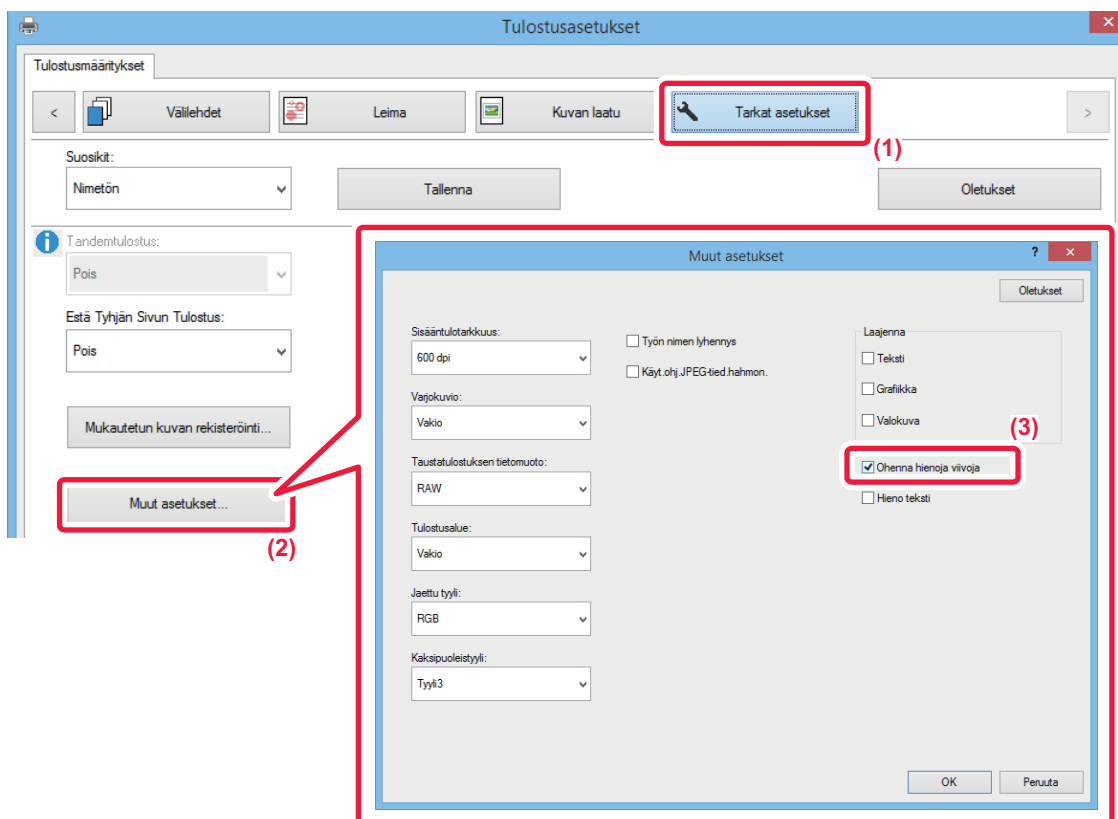 Tulostusasetukset
Tulostusmääritykset
<
Välilehdet
Leima
Kuvan laatu
Tarkat asetukset
>
(1)
Suosikit:
Nimetön
Tallenna
Oletukset
Tandemtulostus:
Pois
Estä Tyhjän Sivun Tulostus:
Pois
Mukautetun kuvan rekisteröinti...
Muut asetukset...
(2)
Muut asetukset
?
Oletukset
Sisääntulotarkkuus:
600 dpi
Varjokuvio:
Vakio
Taustatulostuksen tietomuoto:
RAW
Tulostusalue:
Vakio
Jaettu tyyli:
RGB
Kaksipuoleistyyli:
Tyyli3
Työn nimen lyhennys
Käyt.ohj.JPEG-tied.hahmon.
Laajenna
Teksti
Grafiikka
Valokuva
(3)
Ohenna hienoja viivoja
Hieno teksti
OK
Peruuta